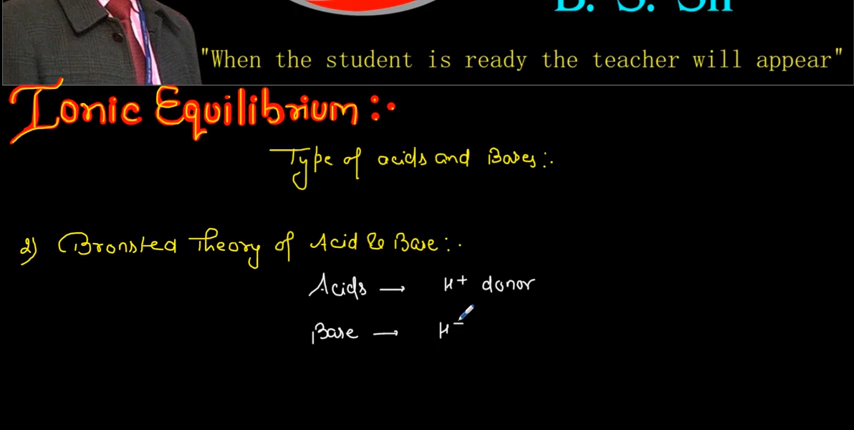 B. S. Sir
"When the student is ready the teacher will appear"
Ionic Equilibrium:-
Type of acids and Bases:-
2) Bronsted Theory of Acid & Base:-
Acids → H+ donor
Base → H-